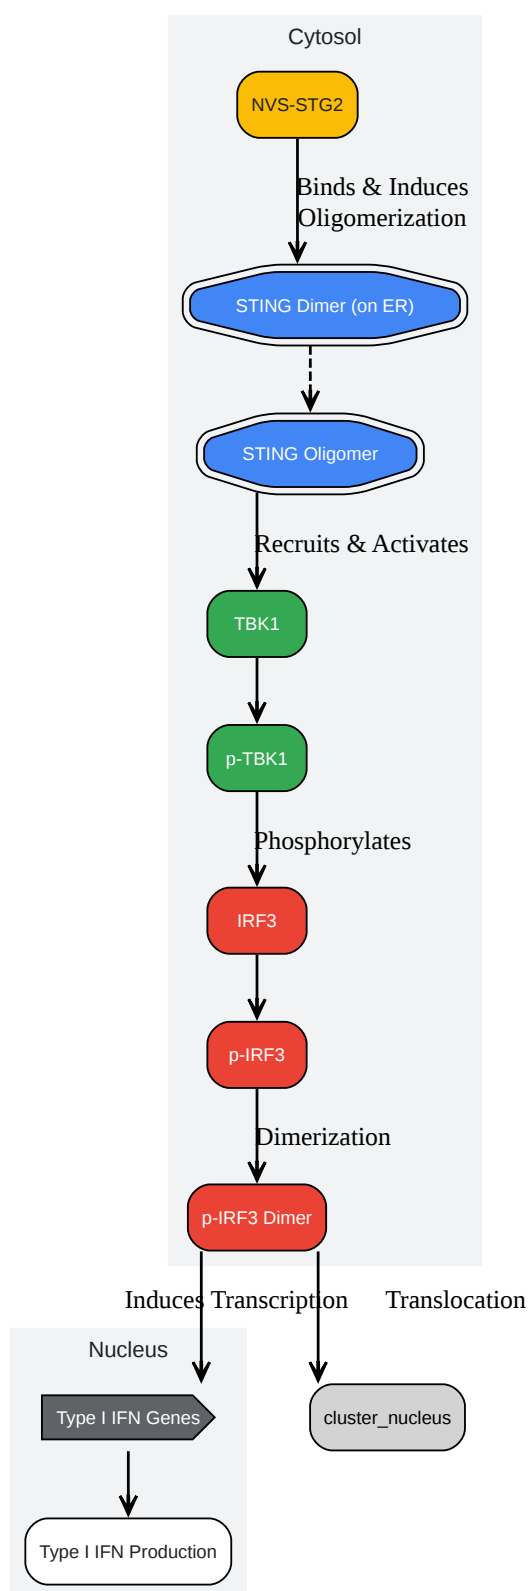 Cytosol
NVS-STG2
Binds & Induces
Oligomerization
STING Dimer (on ER)
STING Oligomer
Recruits & Activates
TBK1
p-TBK1
Phosphorylates
IRF3
p-IRF3
Dimerization
p-IRF3 Dimer
Induces Transcription
Translocation
Nucleus
Type I IFN Genes
cluster_nucleus
Type I IFN Production